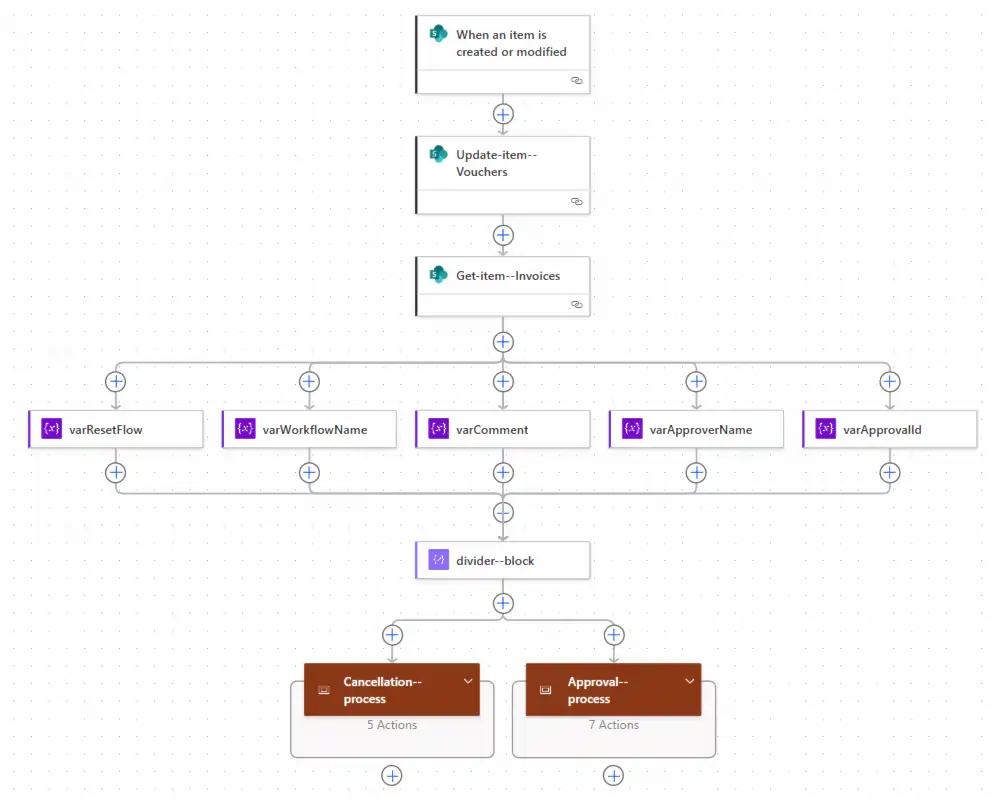 When an item is
created or modified
Update-item--
Vouchers
Get-item--Invoices
varResetFlow
varWorkflowName
varComment
varApproverName
varApprovalId
divider--block
Cancellation--
process
5 Actions
Approval--
process
7 Actions